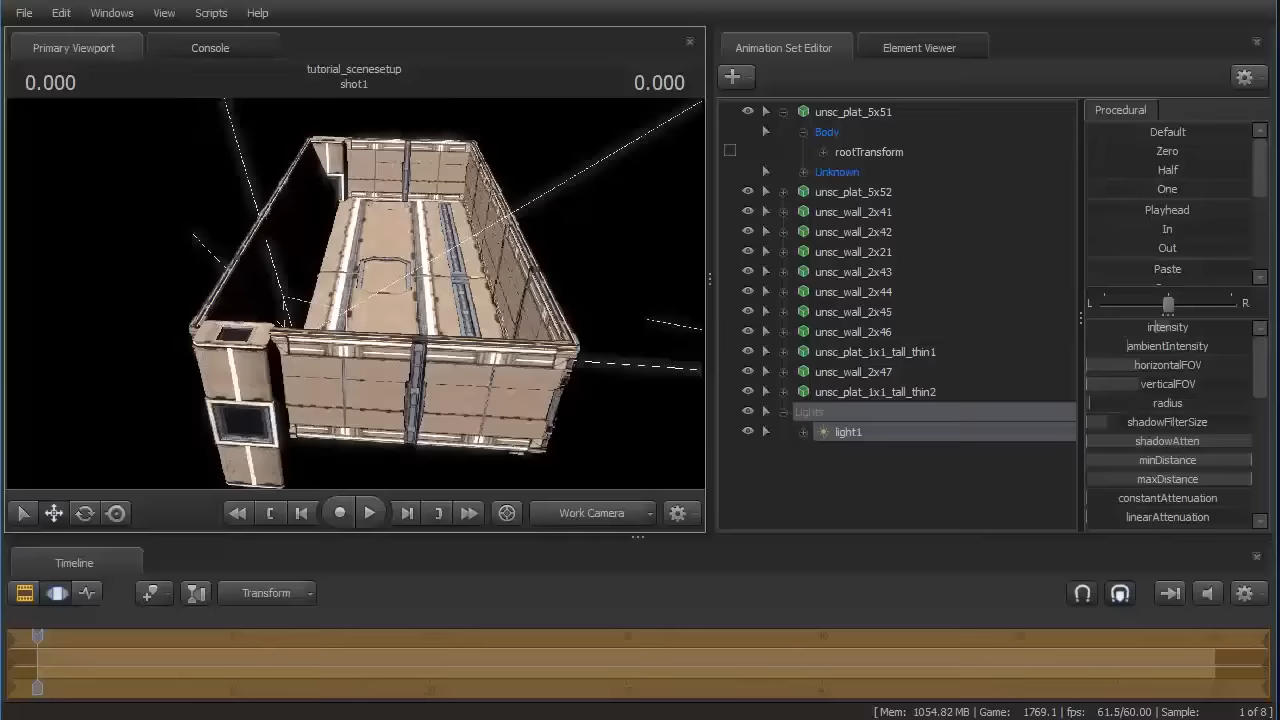 File Edit Windows View Scripts Help
Primary Viewport Console
0.000 tutorial_scenesetup 0.000
shot1
Work Camera
Animation Set Editor Element Viewer
unsc_plat_5x51
Body
rootTransform
Unknown
unsc_plat_5x52
unsc_wall_2x41
unsc_wall_2x42
unsc_wall_2x21
unsc_wall_2x43
unsc_wall_2x44
unsc_wall_2x45
unsc_wall_2x46
unsc_plat_1x1_tall_thin1
unsc_wall_2x47
unsc_plat_1x1_tall_thin2
Lights
light1
Procedural
Default
Zero
Half
One
Playhead
In
Out
Paste
L R
intensity
ambientIntensity
horizontalFOV
verticalFOV
radius
shadowFilterSize
shadowAtten
minDistance
maxDistance
constantAttenuation
linearAttenuation
Timeline
Transform
[ Mem: 1054.82 MB | Game: 1769.1 | fps: 61.5/60.00 | Sample: 1 of 8 ]